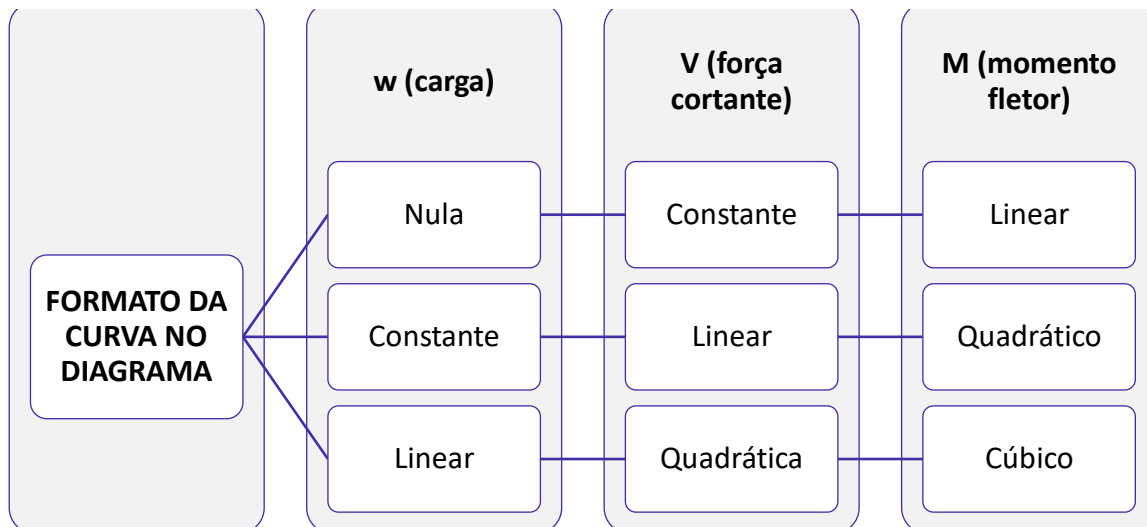 w (carga)
V (força
cortante)
M (momento
fletor)
FORMATO DA
CURVA NO
DIAGRAMA
Nula
Constante
Linear
Constante
Linear
Quadrático
Linear
Quadrática
Cúbico